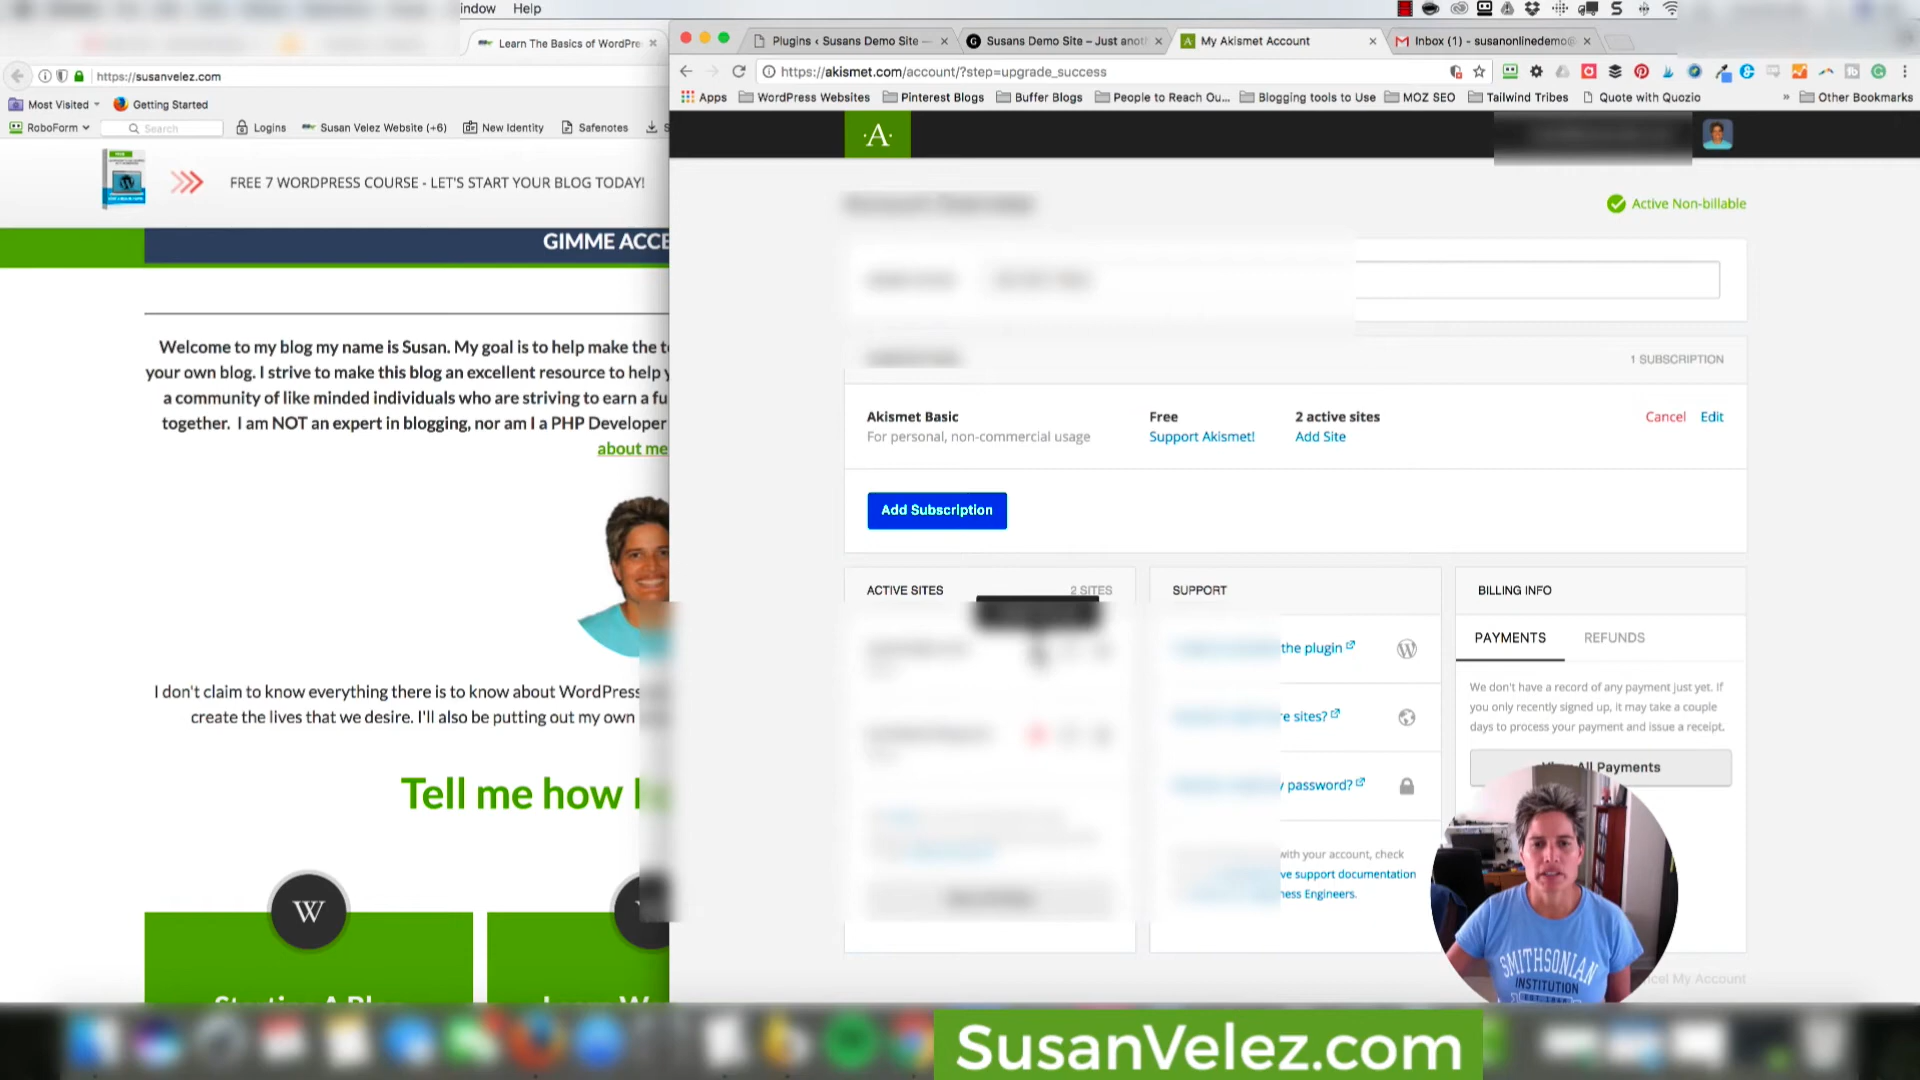 indow Help
Learn The Basics of WordPre
https://susanvelez.com
Most Visited Getting Started
RoboForm Search Logins Susan Velez Website (+6) New Identity Safenotes
FREE 7 WORDPRESS COURSE - LET'S START YOUR BLOG TODAY!
GIMME ACCE
Welcome to my blog my name is Susan. My goal is to help make the te
your own blog. I strive to make this blog an excellent resource to help y
a community of like minded individuals who are striving to earn a fu
together. I am NOT an expert in blogging, nor am I a PHP Developer
about me
I don't claim to know everything there is to know about WordPress
create the lives that we desire. I'll also be putting out my own
Tell me how I
W
Starting A Blog
Learn W
Plugins ‹ Susans Demo Site —
Susans Demo Site – Just anot
My Akismet Account
Inbox (1) - susanonlinedemo@
https://akismet.com/account/?step=upgrade_success
Apps WordPress Websites Pinterest Blogs Buffer Blogs People to Reach Ou... Blogging tools to Use MOZ SEO Tailwind Tribes Quote with Quozio » Other Bookmarks
·A·
Active Non-billable
1 SUBSCRIPTION
Akismet Basic Free 2 active sites Cancel Edit
For personal, non-commercial usage Support Akismet! Add Site
Add Subscription
ACTIVE SITES 2 SITES
SUPPORT
the plugin
e sites?
y password?
with your account, check
ve support documentation
ness Engineers.
BILLING INFO
PAYMENTS REFUNDS
We don't have a record of any payment just yet. If
you only recently signed up, it may take a couple
days to process your payment and issue a receipt.
All Payments
SMITHSONIAN
INSTITUTION
cel My Account
SusanVelez.com